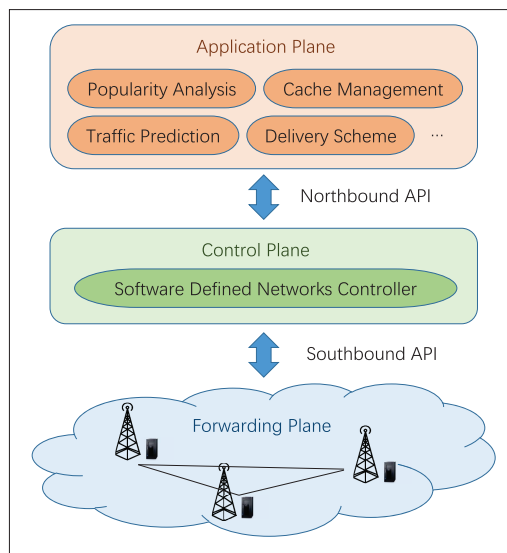 Application Plane
Popularity Analysis Cache Management
Traffic Prediction Delivery Scheme ...
Northbound API
Control Plane
Software Defined Networks Controller
Southbound API
Forwarding Plane